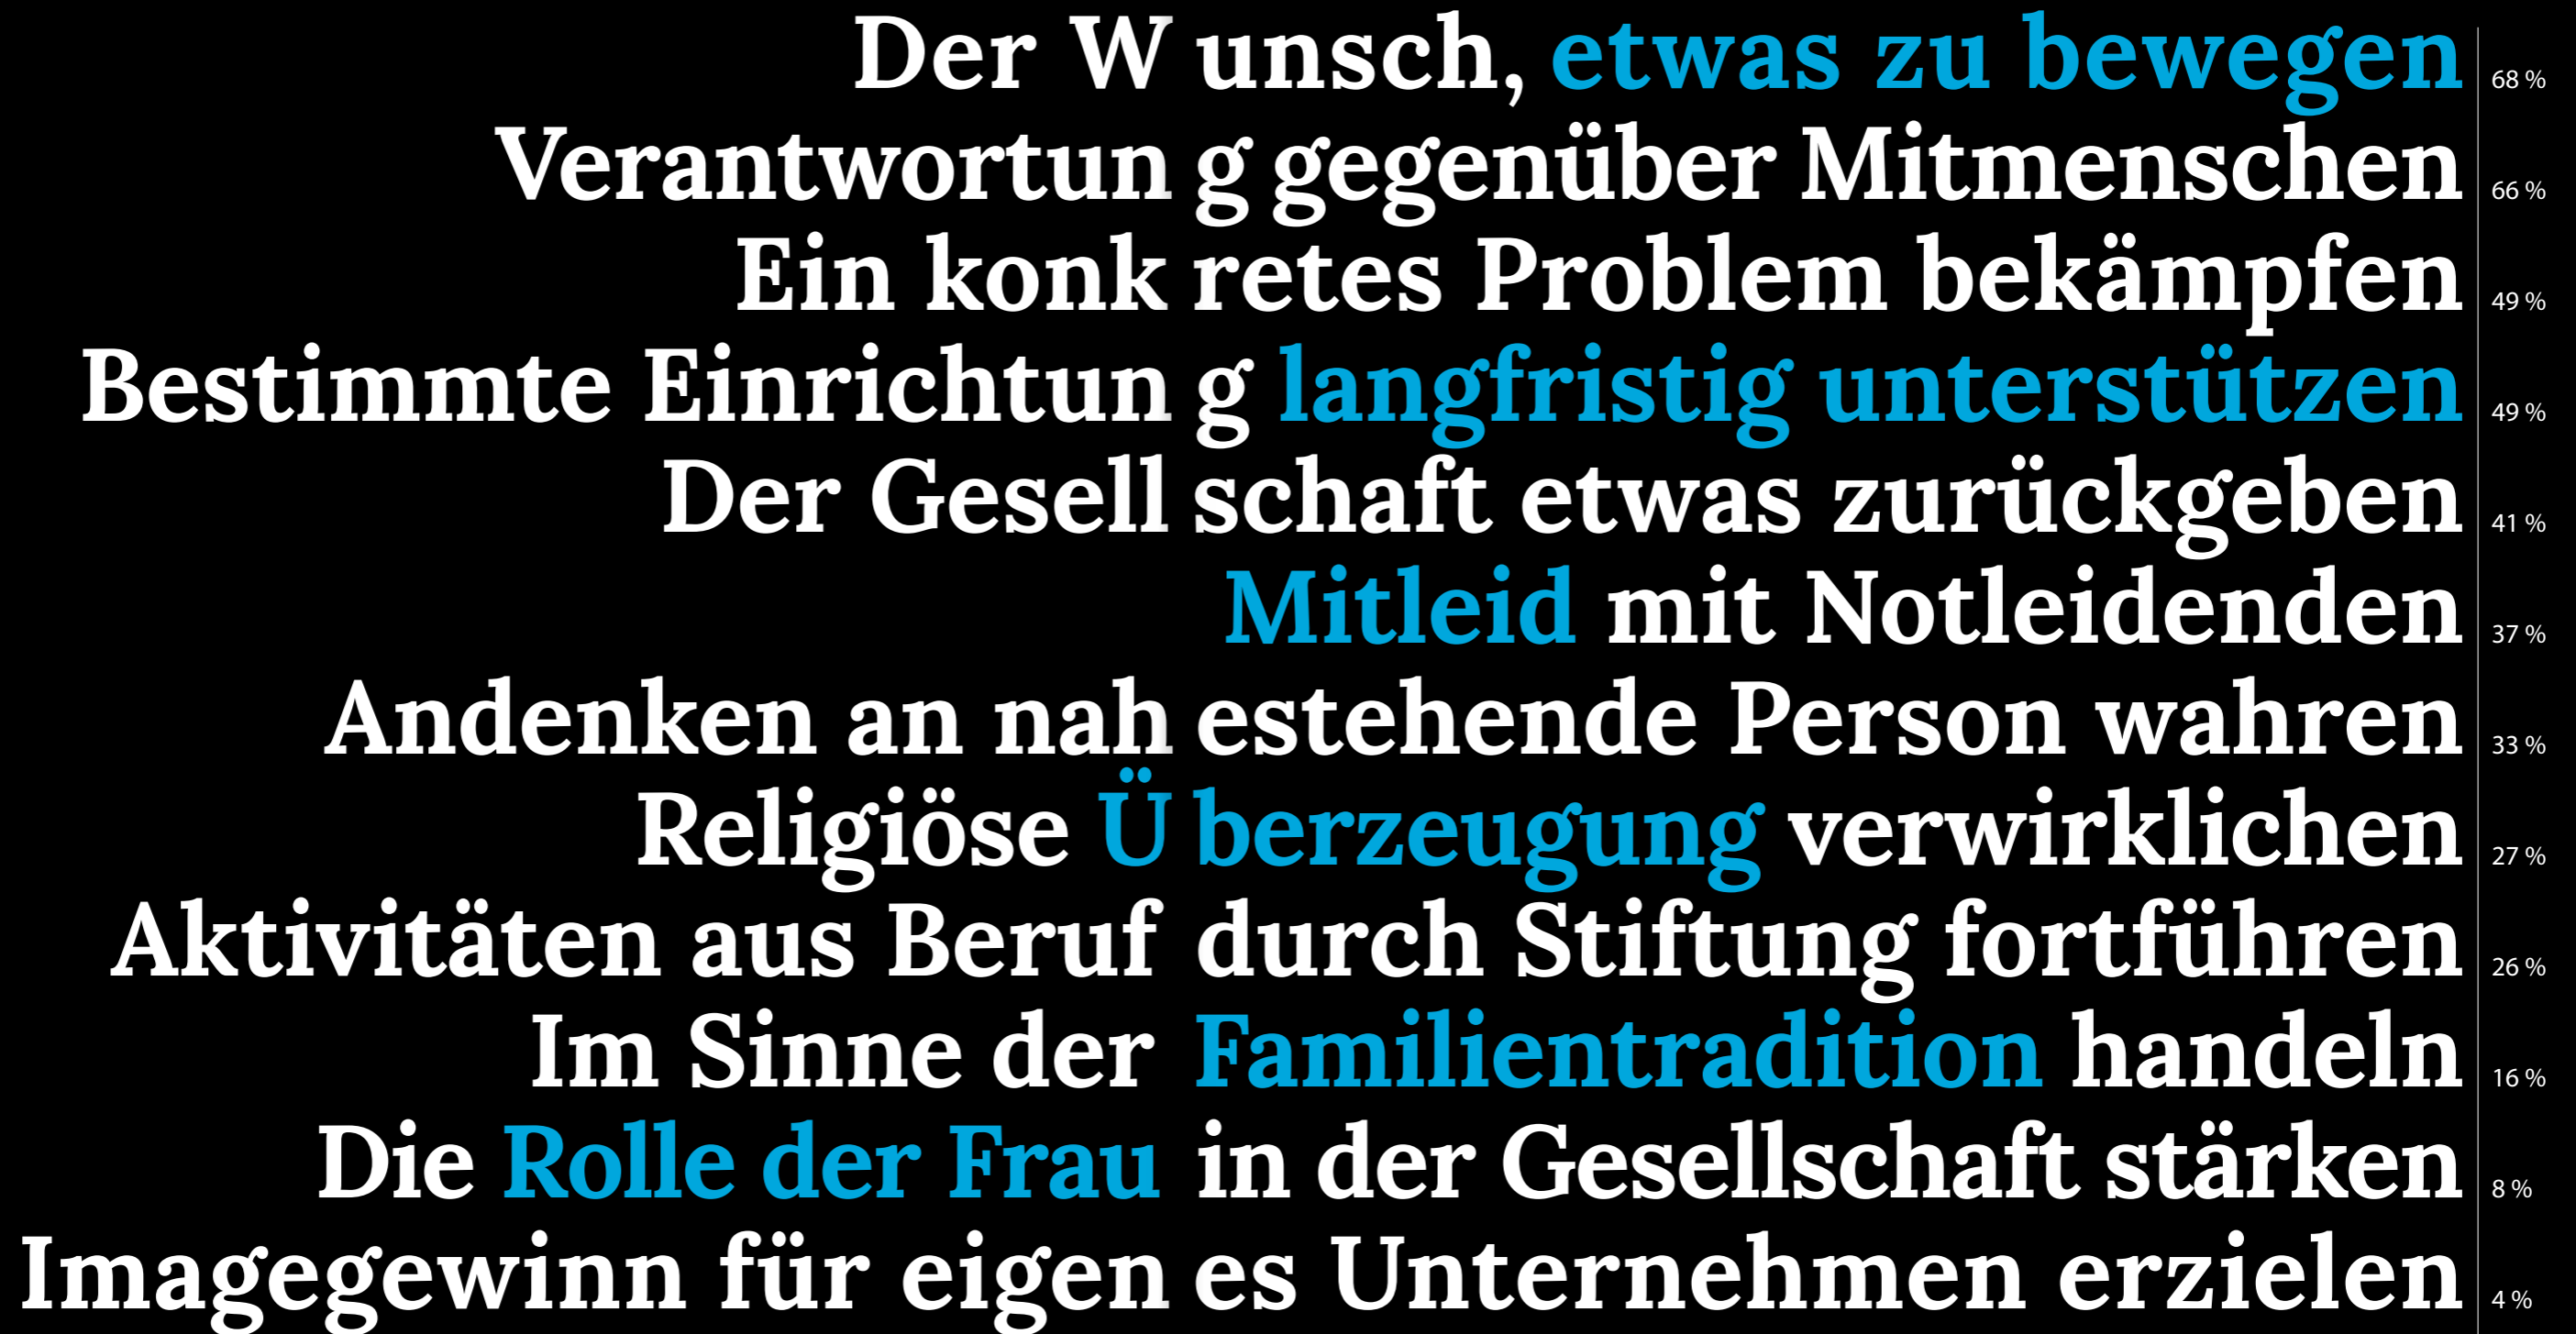 Der Wunsch, etwas zu bewegen 68 %
Verantwortung gegenüber Mitmenschen 66 %
Ein konkretes Problem bekämpfen 49 %
Bestimmte Einrichtung langfristig unterstützen 49 %
Der Gesellschaft etwas zurückgeben 41 %
Mitleid mit Notleidenden 37 %
Andenken an nahestehende Person wahren 33 %
Religiöse Überzeugung verwirklichen 27 %
Aktivitäten aus Beruf durch Stiftung fortführen 26 %
Im Sinne der Familientradition handeln 16 %
Die Rolle der Frau in der Gesellschaft stärken 8 %
Imagegewinn für eigenes Unternehmen erzielen 4 %